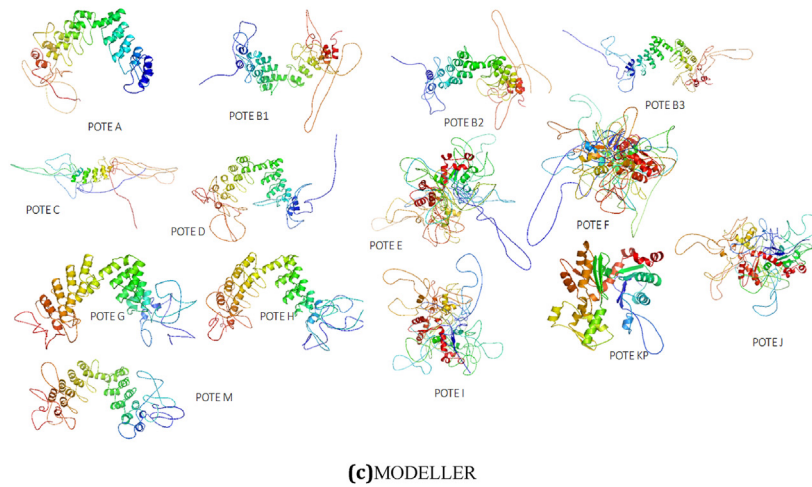 POTE A
POTE B1
POTE B2
POTE B3
POTE C
POTE D
POTE E
POTE F
POTE G
POTE H
POTE I
POTE KP
POTE J
POTE M
(c)MODELLER